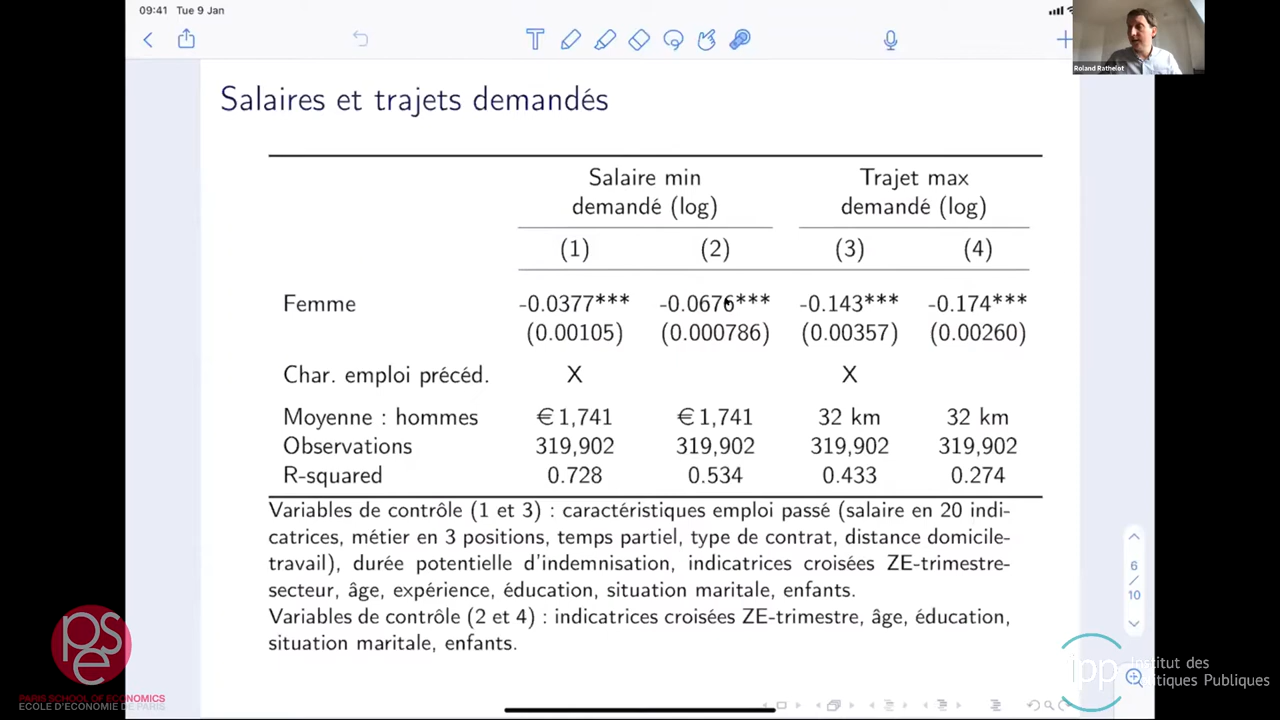 09:41 Tue 9 Jan
Roland Rathelot
Salaires et trajets demandés
Salaire min Trajet max
demandé (log) demandé (log)
(1) (2) (3) (4)
Femme -0.0377*** -0.0676*** -0.143*** -0.174***
(0.00105) (0.000786) (0.00357) (0.00260)
Char. emploi précéd. X X
Moyenne : hommes €1,741 €1,741 32 km 32 km
Observations 319,902 319,902 319,902 319,902
R-squared 0.728 0.534 0.433 0.274
Variables de contrôle (1 et 3) : caractéristiques emploi passé (salaire en 20 indi-
catrices, métier en 3 positions, temps partiel, type de contrat, distance domicile-
travail), durée potentielle d'indemnisation, indicatrices croisées ZE-trimestre-
secteur, âge, expérience, éducation, situation maritale, enfants.
Variables de contrôle (2 et 4) : indicatrices croisées ZE-trimestre, âge, éducation,
situation maritale, enfants.
6
/
10
pse
PARIS SCHOOL OF ECONOMICS
ECOLE D'ECONOMIE DE PARIS
ipp
Institut des
Politiques Publiques